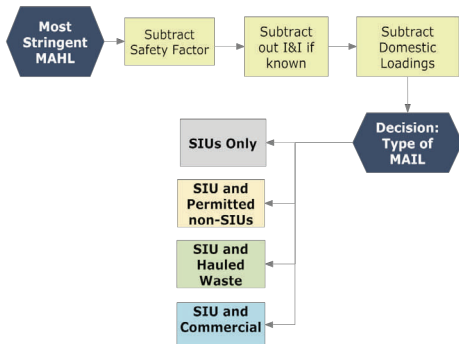 Most
Stringent
MAHL
Subtract
Safety Factor
Subtract
out I&I if
known
Subtract
Domestic
Loadings
Decision:
Type of
MAIL
SIUs Only
SIU and
Permitted
non-SIUs
SIU and
Hauled
Waste
SIU and
Commercial